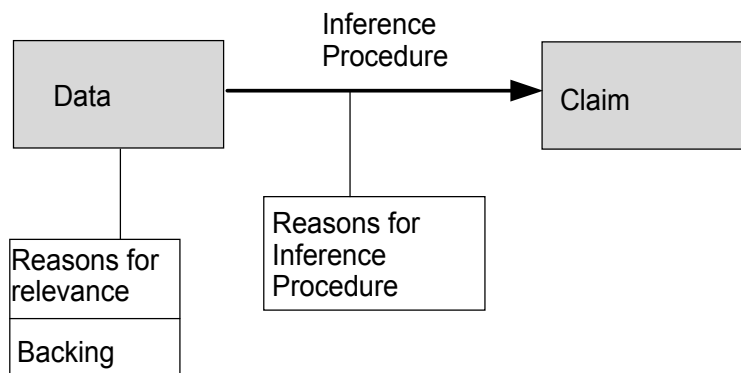 Inference
Procedure
Data
Claim
Reasons for
Inference
Procedure
Reasons for
relevance
Backing